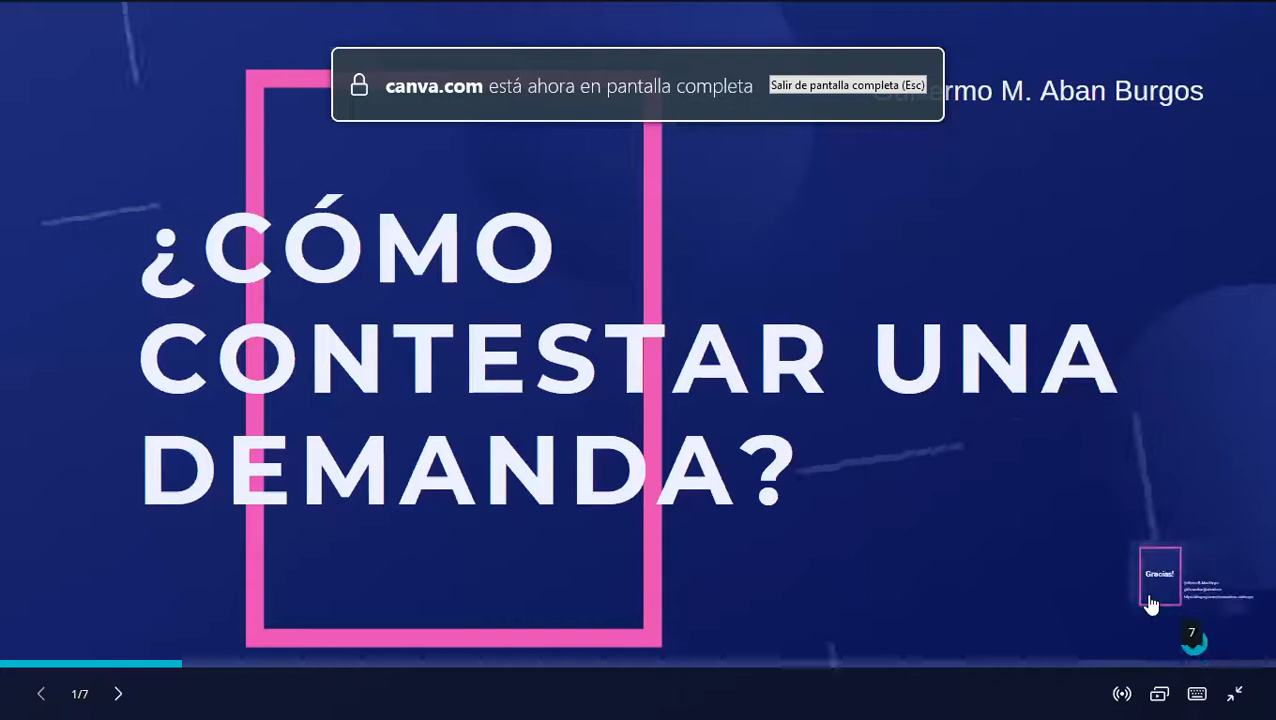 canva.com está ahora en pantalla completa
Salir de pantalla completa (Esc)
ermo M. Aban Burgos
¿CÓMO
CONTESTAR UNA
DEMANDA?
Gracias!
7
1/7